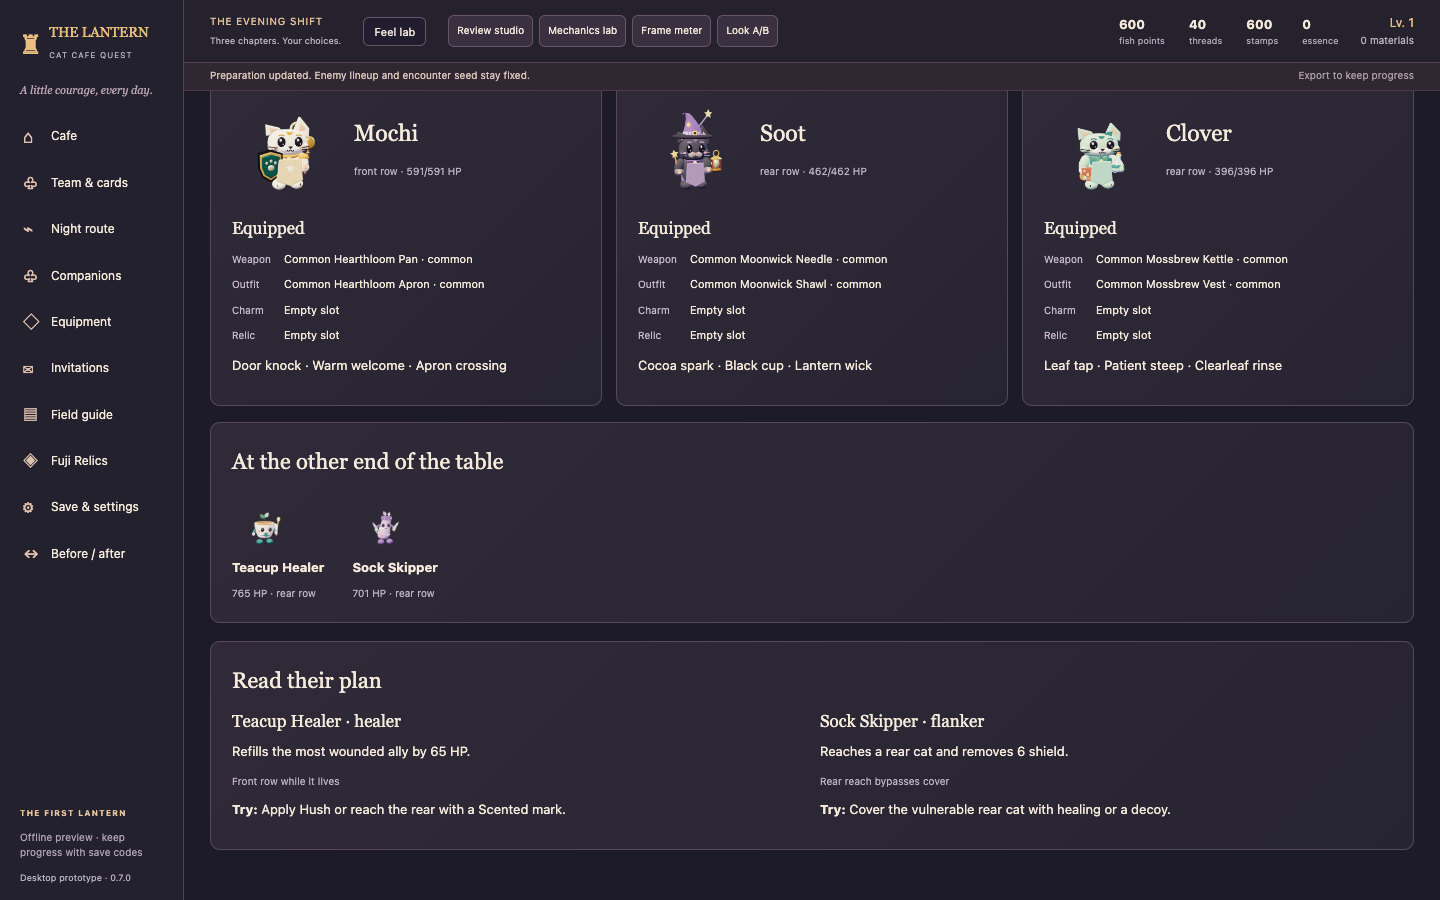 THE LANTERN
CAT CAFE QUEST
A little courage, every day.
Cafe
Team & cards
Night route
Companions
Equipment
Invitations
Field guide
Fuji Relics
Save & settings
Before / after
THE FIRST LANTERN
Offline preview · keep
progress with save codes
Desktop prototype · 0.7.0
THE EVENING SHIFT
Three chapters. Your choices.
Feel lab
Review studio
Mechanics lab
Frame meter
Look A/B
600
fish points
40
threads
600
stamps
0
essence
Lv. 1
0 materials
Preparation updated. Enemy lineup and encounter seed stay fixed.
Export to keep progress
Mochi
front row · 591/591 HP
Equipped
Weapon Common Hearthloom Pan · common
Outfit Common Hearthloom Apron · common
Charm Empty slot
Relic Empty slot
Door knock · Warm welcome · Apron crossing
Soot
rear row · 462/462 HP
Equipped
Weapon Common Moonwick Needle · common
Outfit Common Moonwick Shawl · common
Charm Empty slot
Relic Empty slot
Cocoa spark · Black cup · Lantern wick
Clover
rear row · 396/396 HP
Equipped
Weapon Common Mossbrew Kettle · common
Outfit Common Mossbrew Vest · common
Charm Empty slot
Relic Empty slot
Leaf tap · Patient steep · Clearleaf rinse
At the other end of the table
Teacup Healer
765 HP · rear row
Sock Skipper
701 HP · rear row
Read their plan
Teacup Healer · healer
Refills the most wounded ally by 65 HP.
Front row while it lives
Try: Apply Hush or reach the rear with a Scented mark.
Sock Skipper · flanker
Reaches a rear cat and removes 6 shield.
Rear reach bypasses cover
Try: Cover the vulnerable rear cat with healing or a decoy.